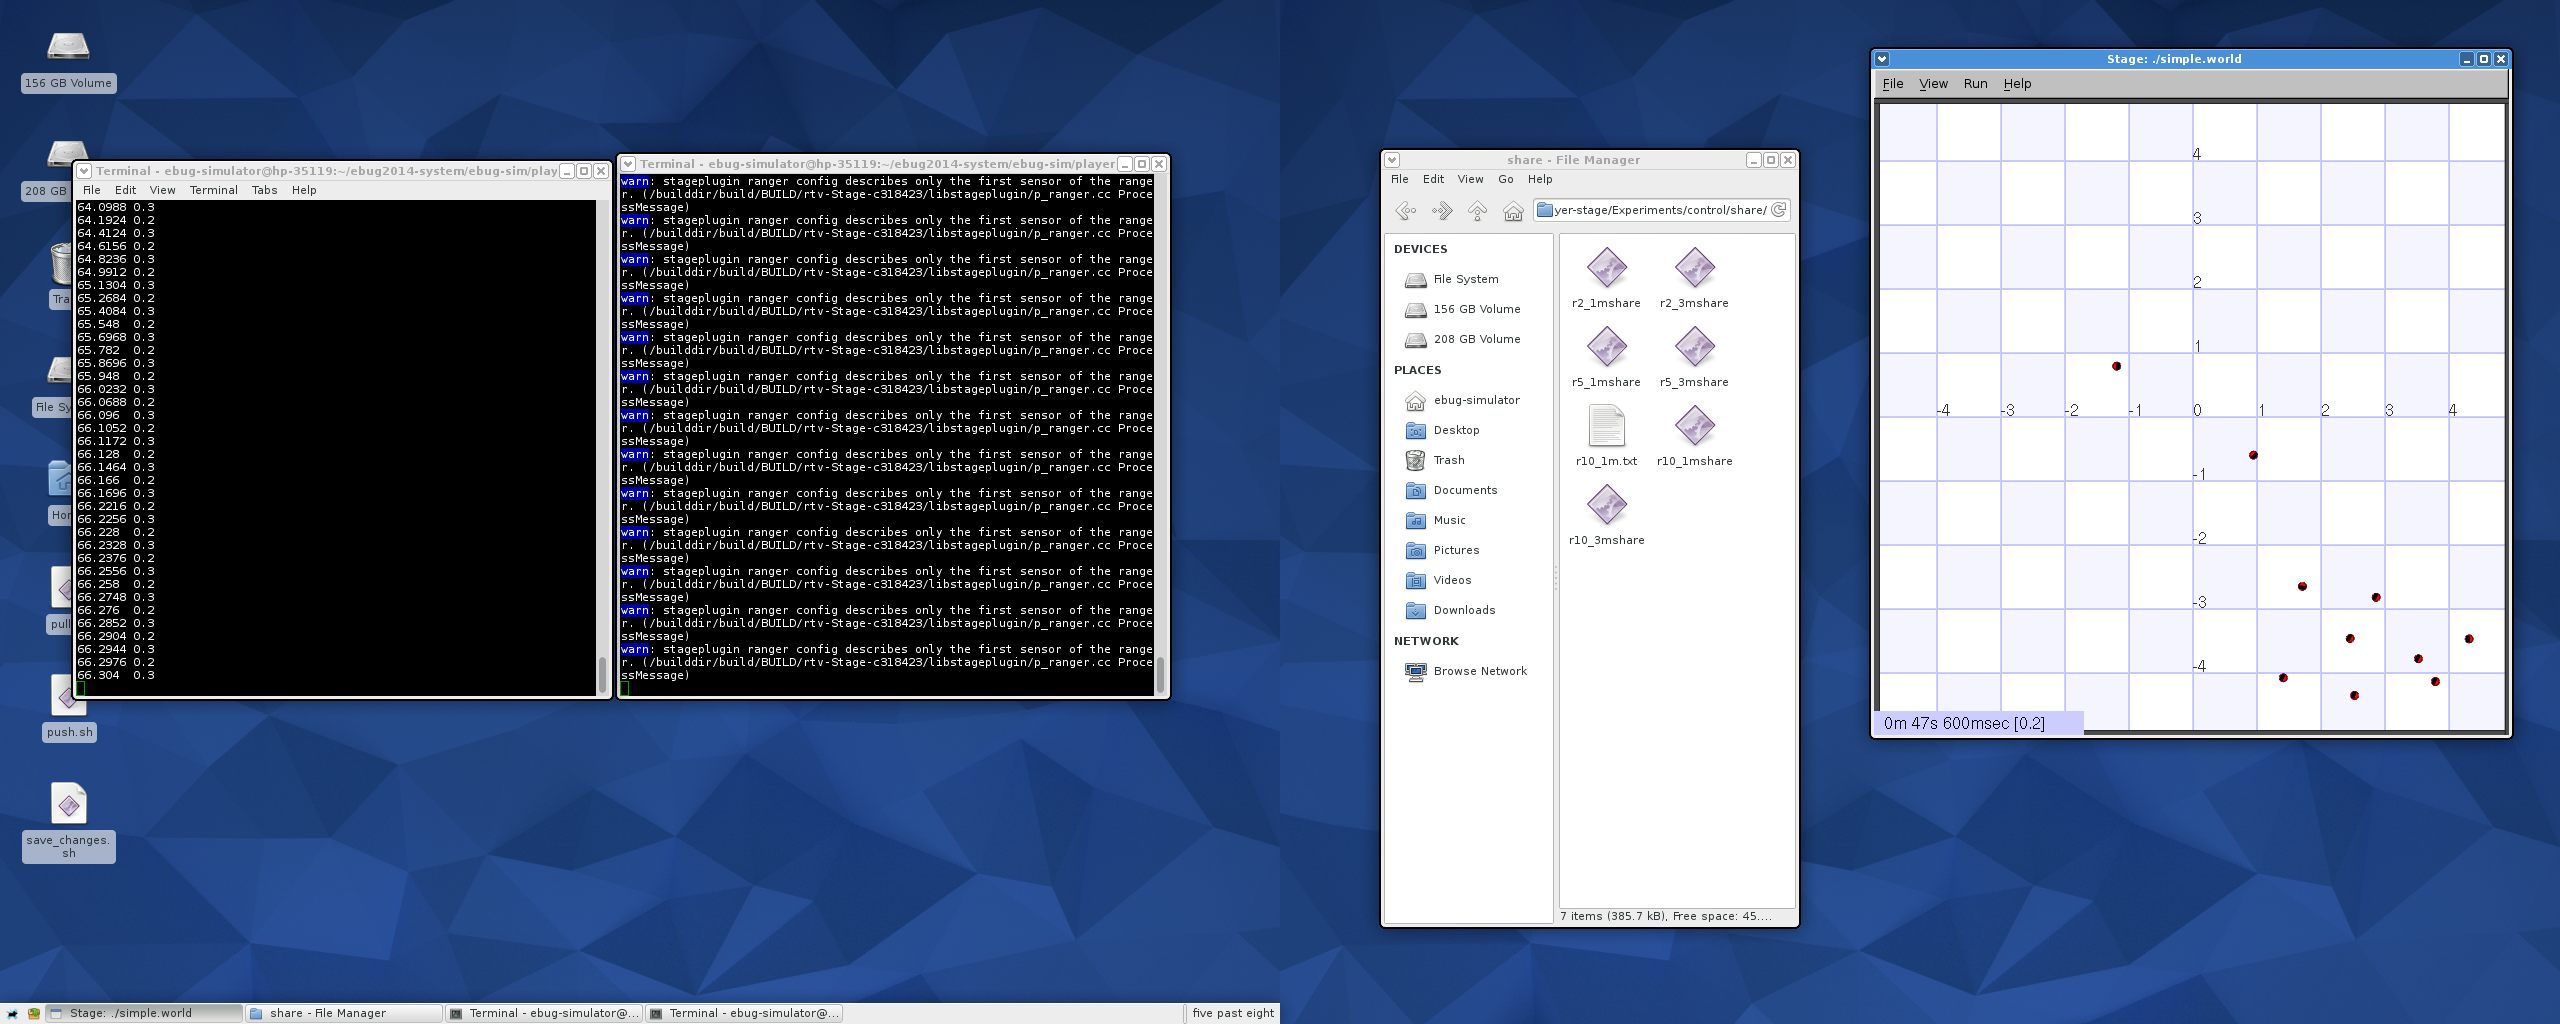 156 GB Volume
208 GB
Tra
File Sy
Hor
pull
push.sh
save_changes.
sh
Terminal - ebug-simulator@hp-35119:~/ebug2014-system/ebug-sim/play
File Edit View Terminal Tabs Help
64.0988 0.3
64.1924 0.2
64.4124 0.3
64.6156 0.2
64.8236 0.3
64.9912 0.2
65.1304 0.3
65.2684 0.2
65.4084 0.3
65.548 0.2
65.6968 0.3
65.782 0.2
65.8696 0.3
65.948 0.2
66.0232 0.3
66.0688 0.2
66.096 0.3
66.1052 0.2
66.1172 0.3
66.128 0.2
66.1464 0.3
66.166 0.2
66.1696 0.3
66.2216 0.2
66.2256 0.3
66.228 0.2
66.2328 0.3
66.2376 0.2
66.2556 0.3
66.258 0.2
66.2748 0.3
66.276 0.2
66.2852 0.3
66.2904 0.2
66.2944 0.3
66.2976 0.2
66.304 0.3
Terminal - ebug-simulator@hp-35119:~/ebug2014-system/ebug-sim/player
warn: stageplugin ranger config describes only the first sensor of the range
r. (/builddir/build/BUILD/rtv-Stage-c318423/libstageplugin/p_ranger.cc Proce
ssMessage)
warn: stageplugin ranger config describes only the first sensor of the range
r. (/builddir/build/BUILD/rtv-Stage-c318423/libstageplugin/p_ranger.cc Proce
ssMessage)
warn: stageplugin ranger config describes only the first sensor of the range
r. (/builddir/build/BUILD/rtv-Stage-c318423/libstageplugin/p_ranger.cc Proce
ssMessage)
warn: stageplugin ranger config describes only the first sensor of the range
r. (/builddir/build/BUILD/rtv-Stage-c318423/libstageplugin/p_ranger.cc Proce
ssMessage)
warn: stageplugin ranger config describes only the first sensor of the range
r. (/builddir/build/BUILD/rtv-Stage-c318423/libstageplugin/p_ranger.cc Proce
ssMessage)
warn: stageplugin ranger config describes only the first sensor of the range
r. (/builddir/build/BUILD/rtv-Stage-c318423/libstageplugin/p_ranger.cc Proce
ssMessage)
warn: stageplugin ranger config describes only the first sensor of the range
r. (/builddir/build/BUILD/rtv-Stage-c318423/libstageplugin/p_ranger.cc Proce
ssMessage)
warn: stageplugin ranger config describes only the first sensor of the range
r. (/builddir/build/BUILD/rtv-Stage-c318423/libstageplugin/p_ranger.cc Proce
ssMessage)
warn: stageplugin ranger config describes only the first sensor of the range
r. (/builddir/build/BUILD/rtv-Stage-c318423/libstageplugin/p_ranger.cc Proce
ssMessage)
warn: stageplugin ranger config describes only the first sensor of the range
r. (/builddir/build/BUILD/rtv-Stage-c318423/libstageplugin/p_ranger.cc Proce
ssMessage)
warn: stageplugin ranger config describes only the first sensor of the range
r. (/builddir/build/BUILD/rtv-Stage-c318423/libstageplugin/p_ranger.cc Proce
ssMessage)
warn: stageplugin ranger config describes only the first sensor of the range
r. (/builddir/build/BUILD/rtv-Stage-c318423/libstageplugin/p_ranger.cc Proce
ssMessage)
warn: stageplugin ranger config describes only the first sensor of the range
r. (/builddir/build/BUILD/rtv-Stage-c318423/libstageplugin/p_ranger.cc Proce
ssMessage)
share - File Manager
File Edit View Go Help
yer-stage/Experiments/control/share/
DEVICES
File System
156 GB Volume
208 GB Volume
PLACES
ebug-simulator
Desktop
Trash
Documents
Music
Pictures
Videos
Downloads
NETWORK
Browse Network
r2_1mshare r2_3mshare
r5_1mshare r5_3mshare
r10_1m.txt r10_1mshare
r10_3mshare
7 items (385.7 kB), Free space: 45....
Stage: ./simple.world
File View Run Help
4
3
2
1
-4 -3 -2 -1 0 1 2 3 4
-1
-2
-3
-4
0m 47s 600msec [0.2]
Stage: ./simple.world
share - File Manager
Terminal - ebug-simulator@...
Terminal - ebug-simulator@...
five past eight